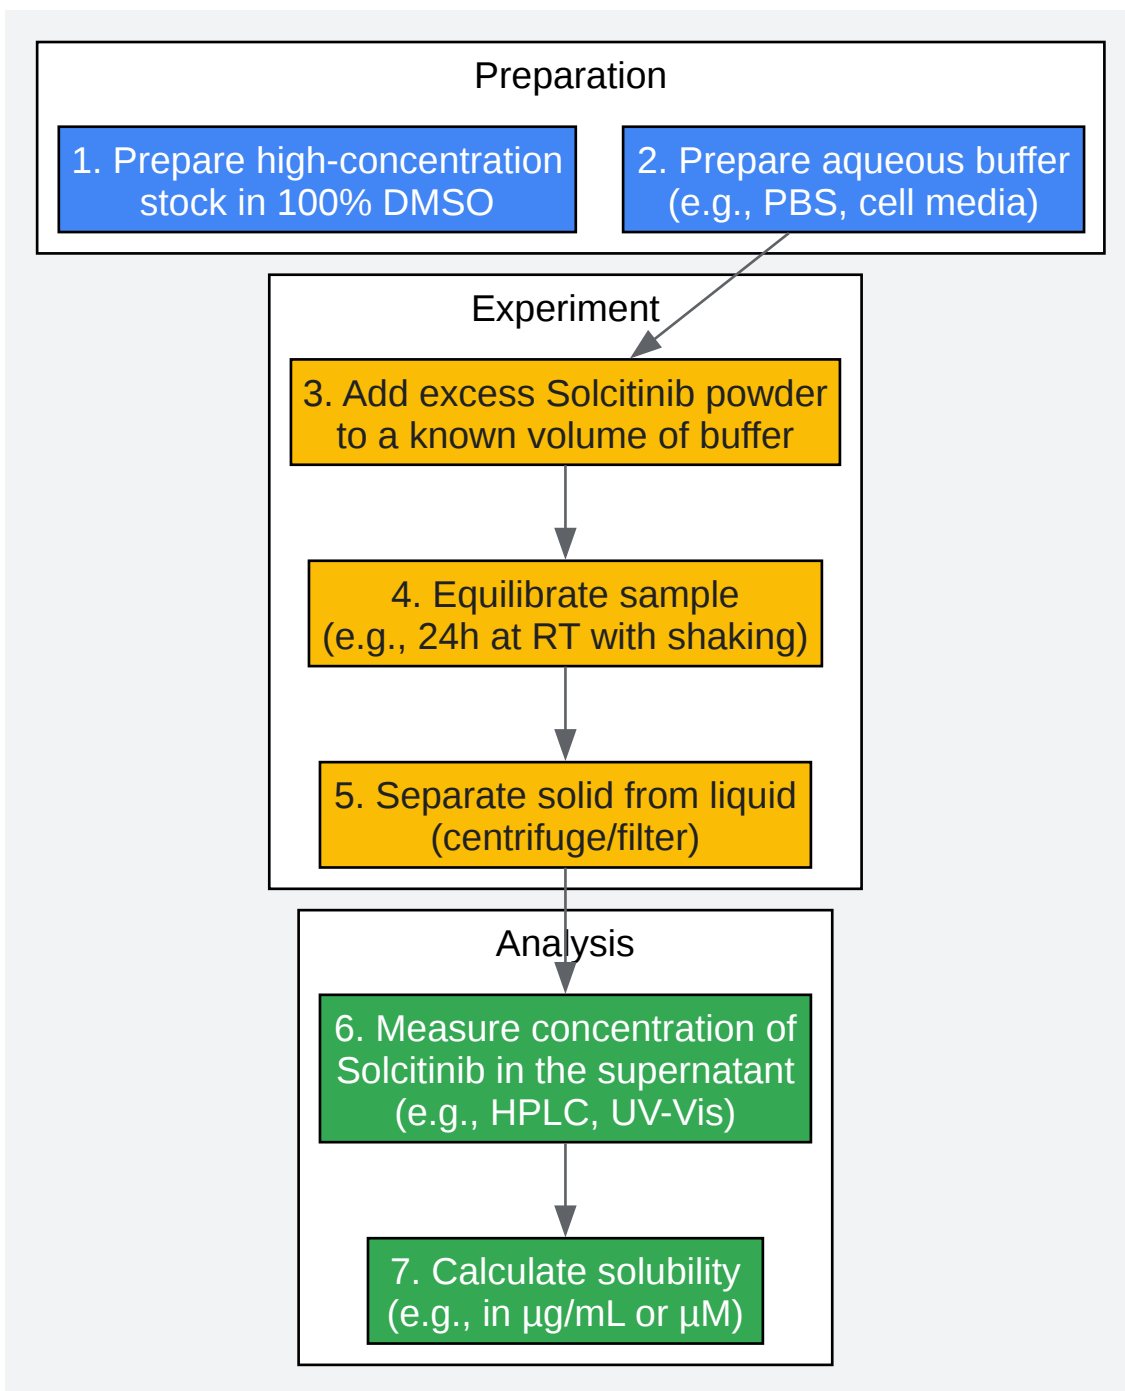 Preparation
1. Prepare high-concentration
stock in 100% DMSO
2. Prepare aqueous buffer
(e.g., PBS, cell media)
Experiment
3. Add excess Solcitinib powder
to a known volume of buffer
4. Equilibrate sample
(e.g., 24h at RT with shaking)
5. Separate solid from liquid
(centrifuge/filter)
Analysis
6. Measure concentration of
Solcitinib in the supernatant
(e.g., HPLC, UV-Vis)
7. Calculate solubility
(e.g., in µg/mL or µM)